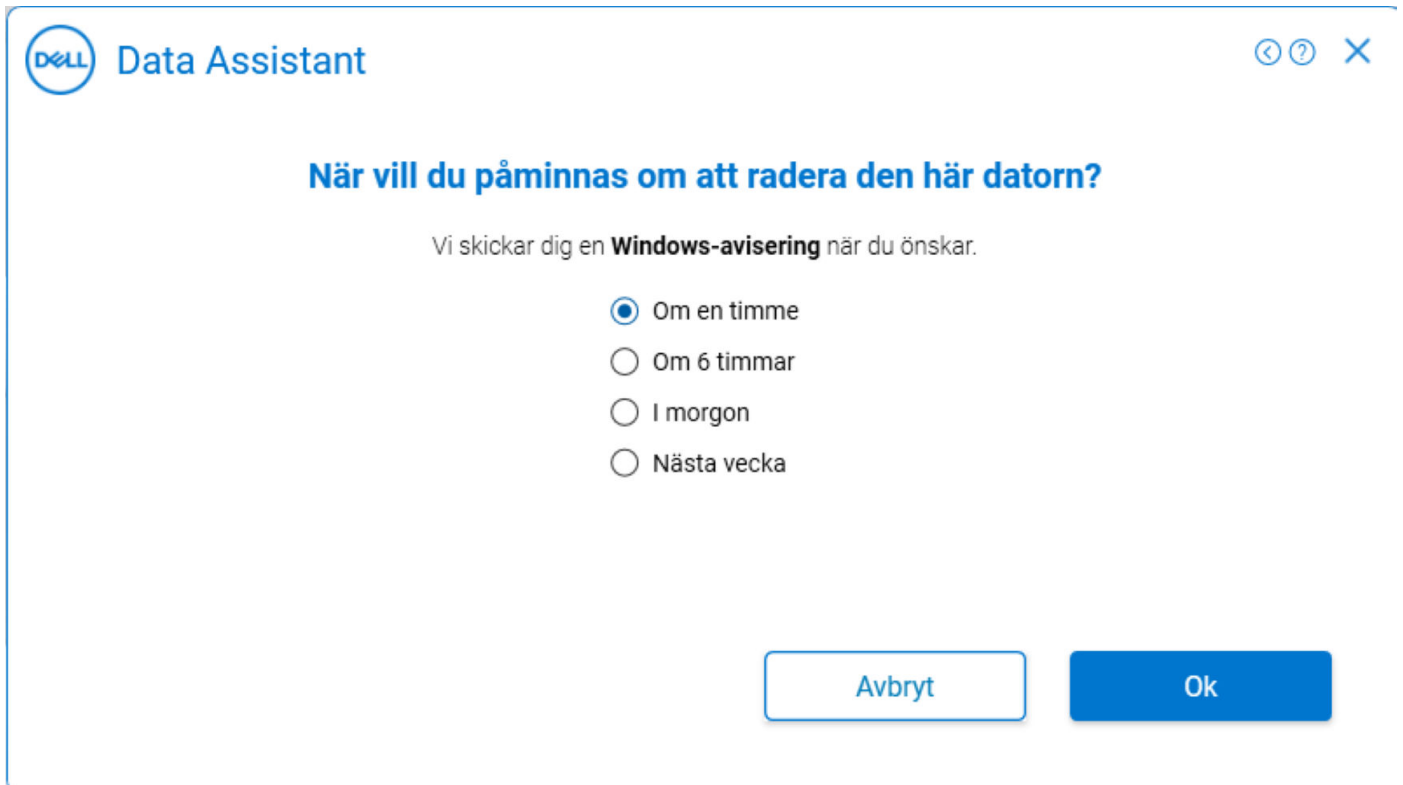 DELL Data Assistant
När vill du påminnas om att radera den här datorn?
Vi skickar dig en Windows-avisering när du önskar.
Om en timme
Om 6 timmar
I morgon
Nästa vecka
Avbryt Ok